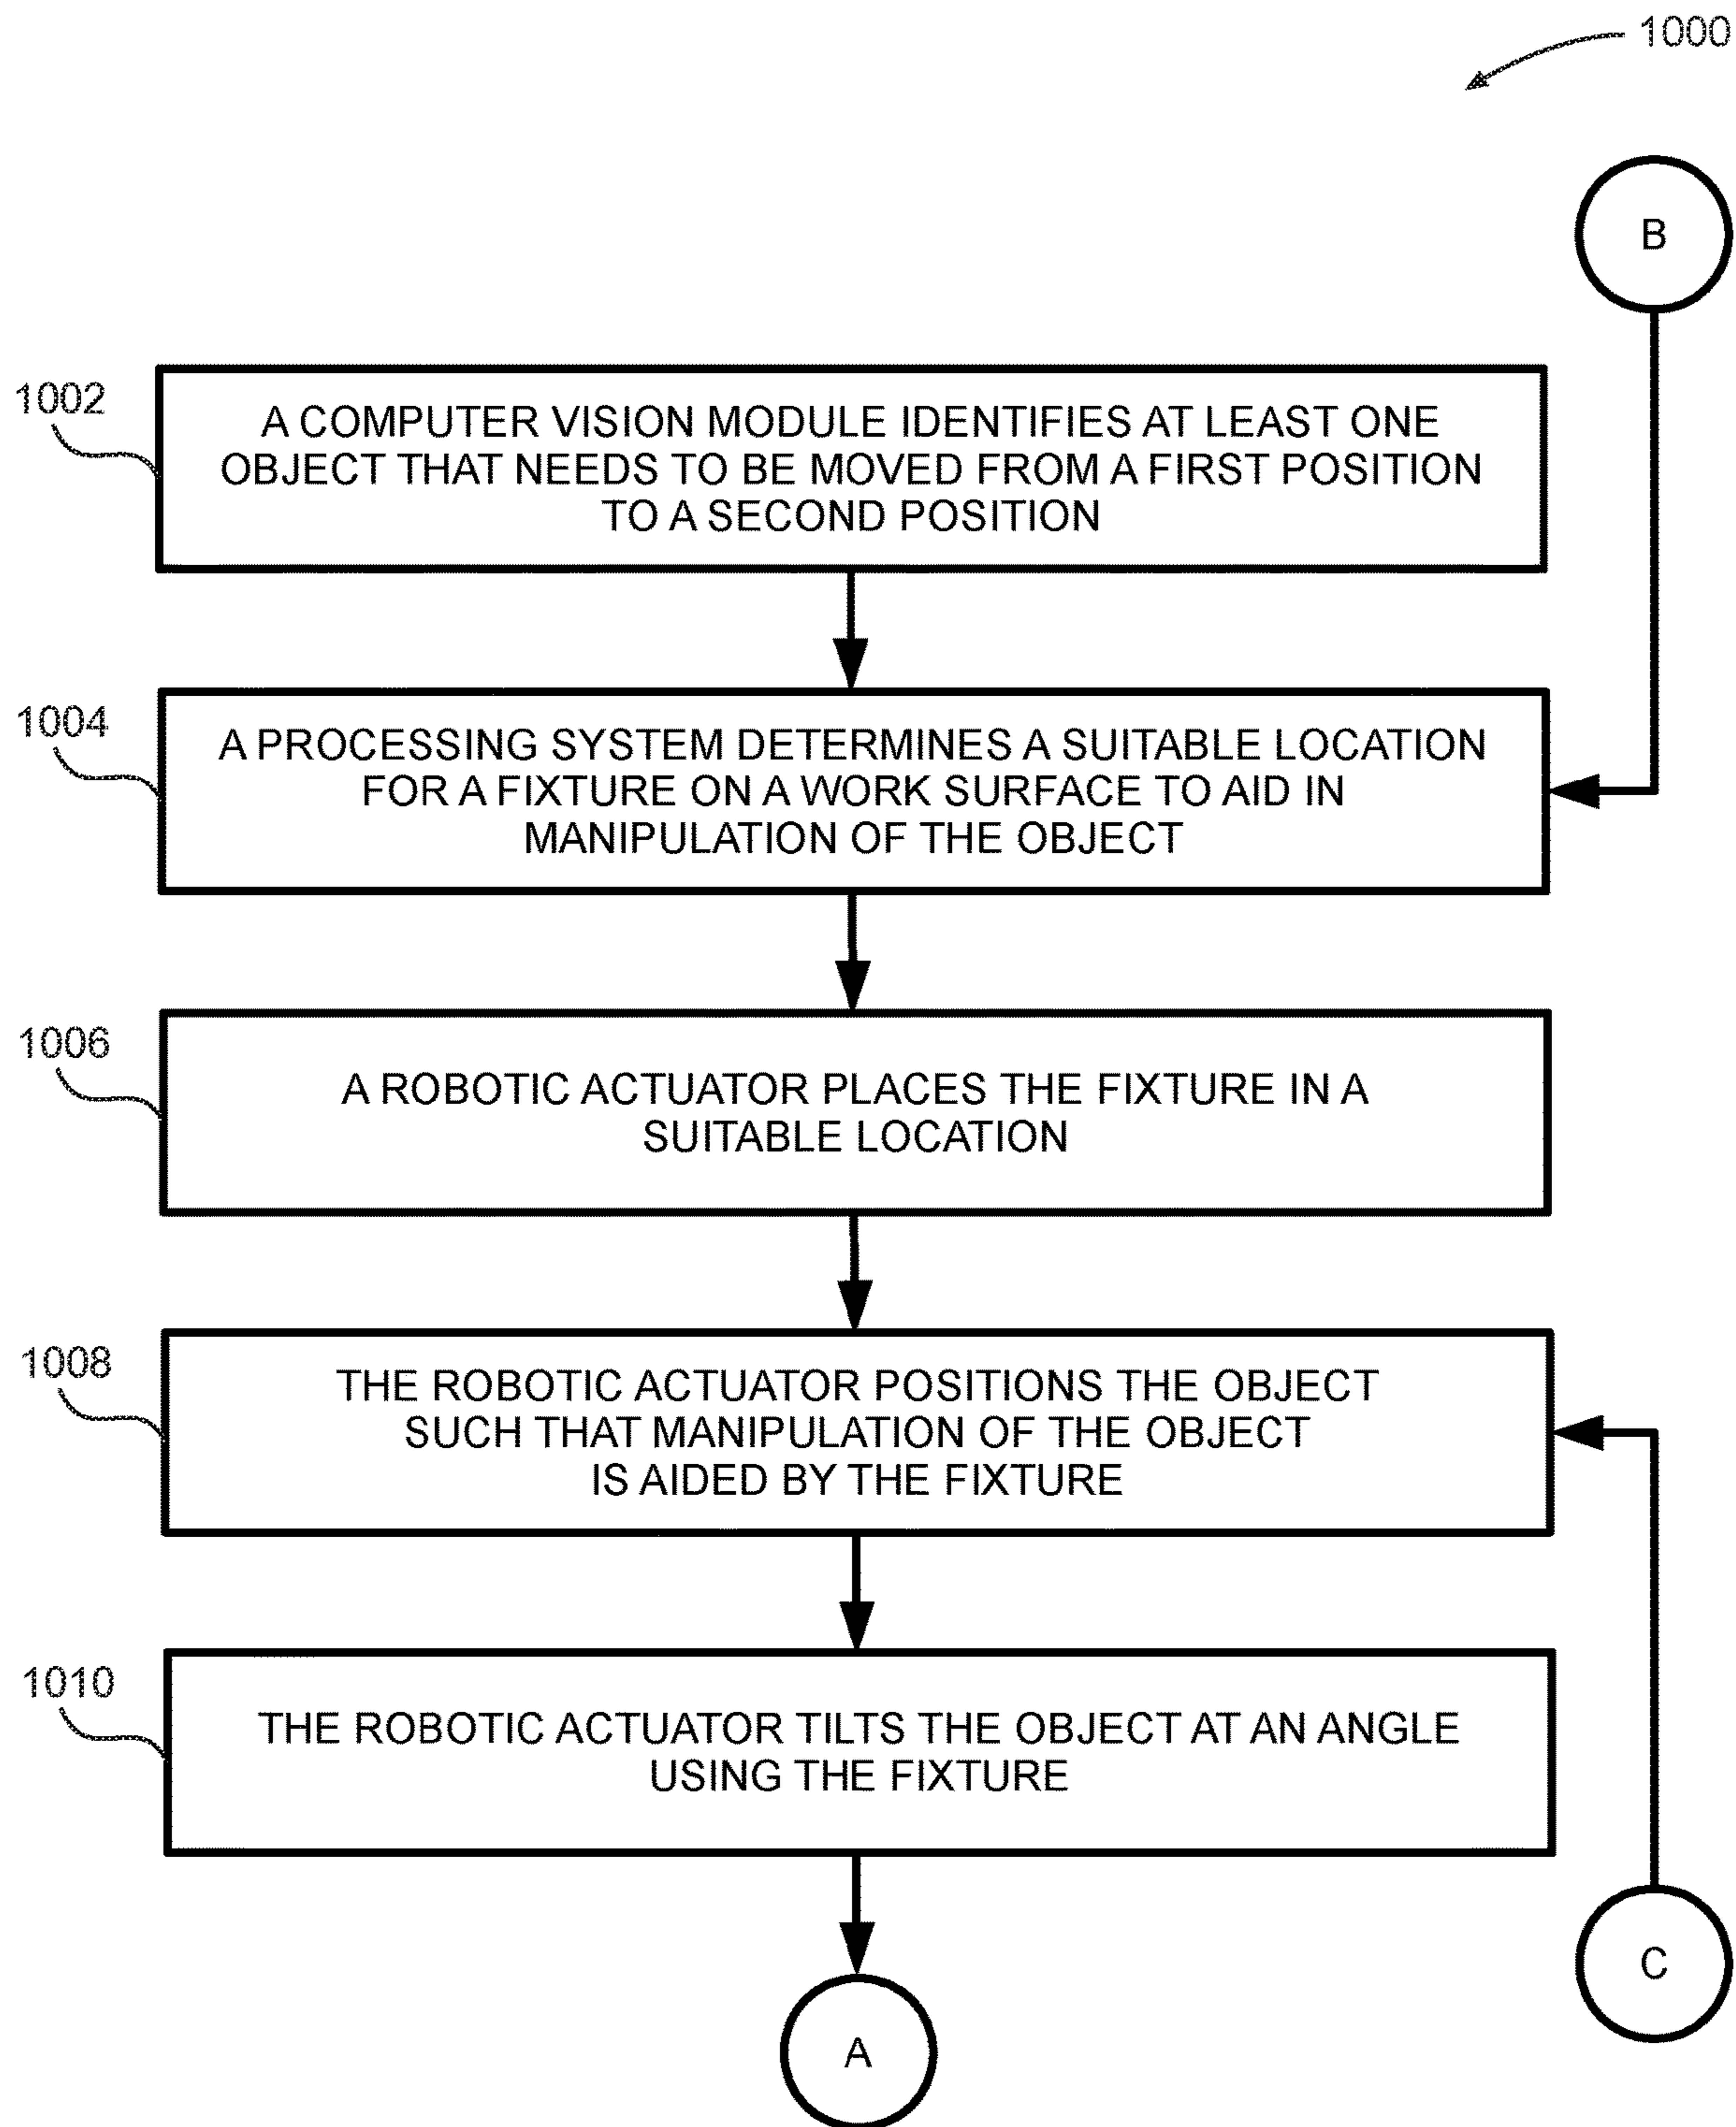 1000
B
1002
A COMPUTER VISION MODULE IDENTIFIES AT LEAST ONE
OBJECT THAT NEEDS TO BE MOVED FROM A FIRST POSITION
TO A SECOND POSITION
1004
A PROCESSING SYSTEM DETERMINES A SUITABLE LOCATION
FOR A FIXTURE ON A WORK SURFACE TO AID IN
MANIPULATION OF THE OBJECT
1006
A ROBOTIC ACTUATOR PLACES THE FIXTURE IN A
SUITABLE LOCATION
1008
THE ROBOTIC ACTUATOR POSITIONS THE OBJECT
SUCH THAT MANIPULATION OF THE OBJECT
IS AIDED BY THE FIXTURE
1010
THE ROBOTIC ACTUATOR TILTS THE OBJECT AT AN ANGLE
USING THE FIXTURE
C
A